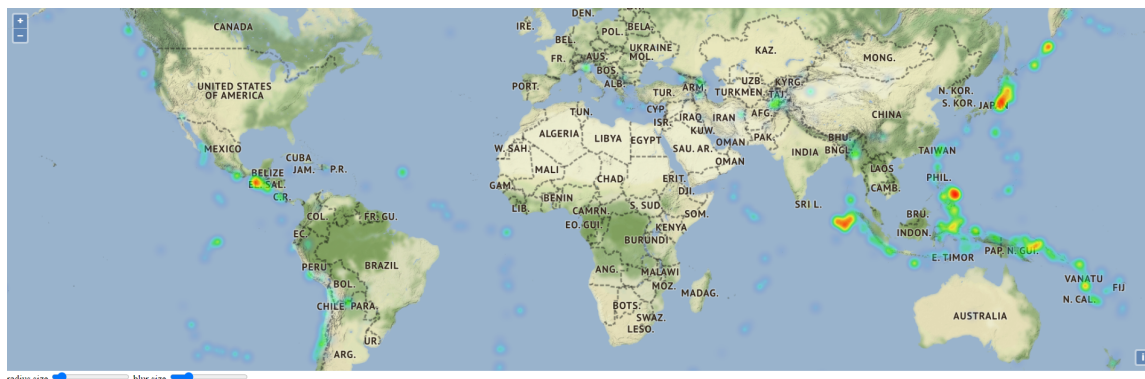 +
–
CANADA
UNITED STATES
OF AMERICA
MEXICO
CUBA
JAM.
P.R.
BELIZE
C.R.
COL.
FR. GU.
EC.
PERU
BRAZIL
BOL.
CHILE
PARA.
UR.
ARG.
IRE.
DEN.
POL.
BELA.
BEL.
UKRAINE
MOL.
FR.
AUS.
BOS.
ALB.
PORT.
TUR.
ARM.
KAZ.
MONG.
UZB.
KYRG.
TURKMEN.
TAJ.
N. KOR.
S. KOR.
CHINA
TUN.
CYP.
ISR.
IRAQ
IRAN
AFG.
KUW.
PAK.
ALGERIA
LIBYA
EGYPT
W. SAH.
SAU. AR.
OMAN
OMAN
INDIA
BHU.
BNGL.
TAIWAN
LAOS
MALI
CHAD
ERIT.
DJI.
PHIL.
CAMB.
GAM.
BENIN
LIB.
S. SUD.
SOM.
CAMRN.
SRI L.
BRU.
EO. GUI.
KENYA
INDON.
BURUNDI
E. TIMOR
PAP. N. GUI.
ANG.
MALAWI
MOZ.
MADAG.
VANATU
FIJ
N. CAL.
BOTS.
SWAZ.
LESO.
AUSTRALIA
i
radius size
blur size